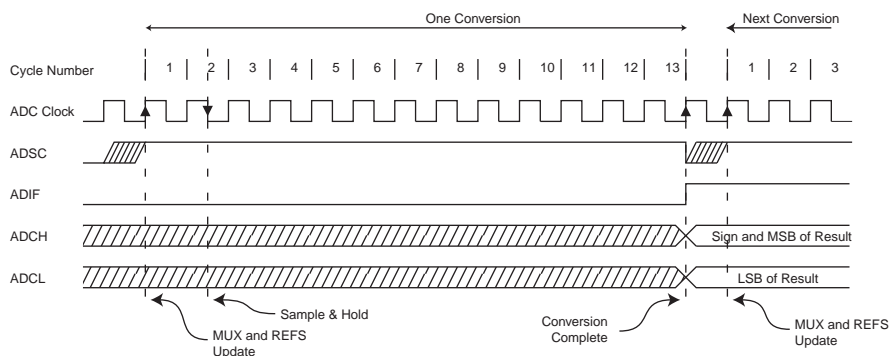 One Conversion Next Conversion
Cycle Number 1 2 3 4 5 6 7 8 9 10 11 12 13 1 2 3
ADC Clock
ADSC
ADIF
ADCH Sign and MSB of Result
ADCL LSB of Result
Sample & Hold
MUX and REFS
Update
Conversion
Complete
MUX and REFS
Update